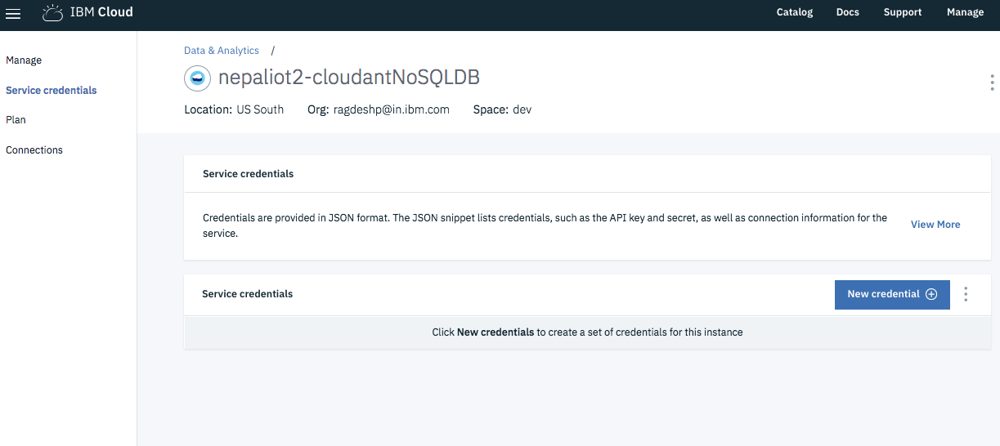 IBM Cloud
Catalog Docs Support Manage
Manage
Service credentials
Plan
Connections
Data & Analytics /
nepaliot2-cloudantNoSQLDB
Location: US South Org: ragdeshp@in.ibm.com Space: dev
Service credentials
Credentials are provided in JSON format. The JSON snippet lists credentials, such as the API key and secret, as well as connection information for the
service.
View More
Service credentials
New credential
Click New credentials to create a set of credentials for this instance